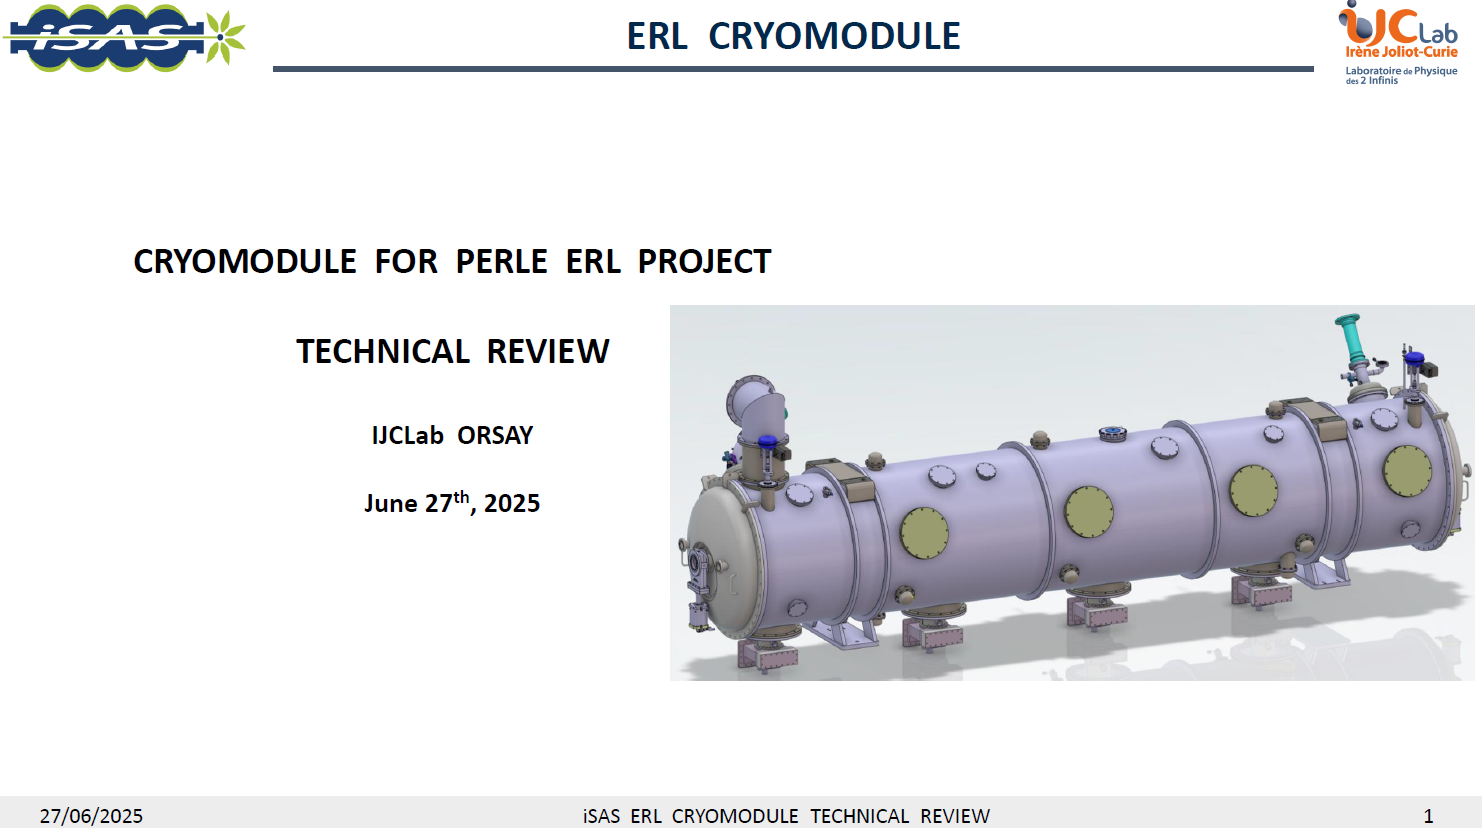 iSAS
ERL CRYOMODULE
iJCLab
Irène Joliot-Curie
Laboratoire de Physique
des 2 Infinis
CRYOMODULE FOR PERLE ERL PROJECT
TECHNICAL REVIEW
IJCLab ORSAY
June 27th, 2025
27/06/2025
iSAS ERL CRYOMODULE TECHNICAL REVIEW
1